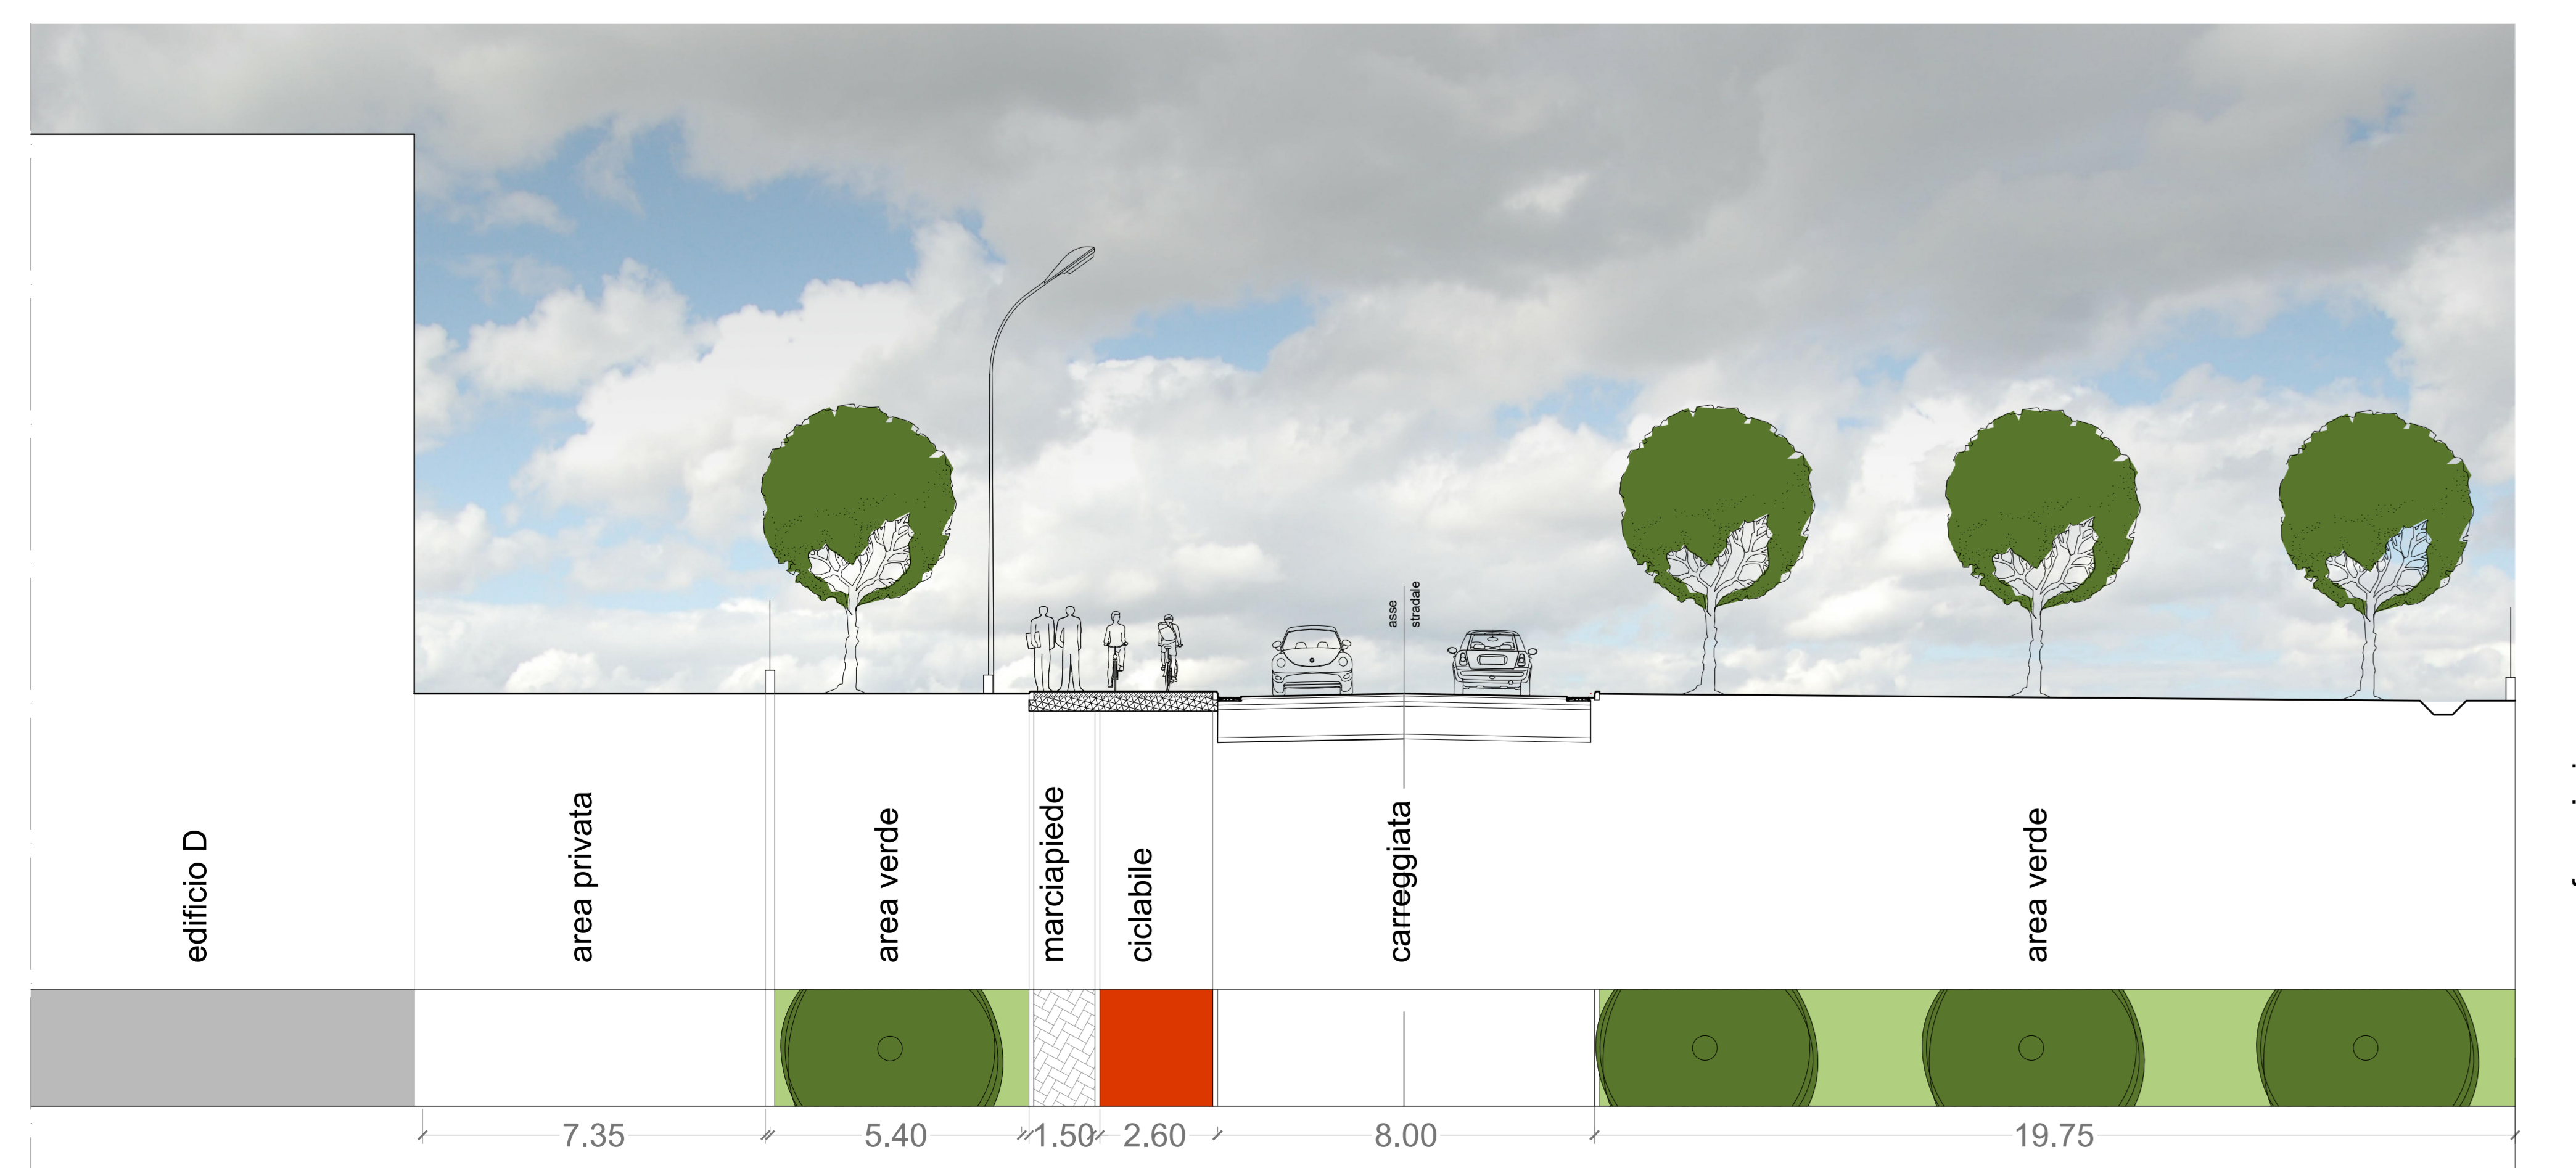 asse
stradale
edificio D
area privata
area verde
marciapiede
ciclabile
carreggiata
area verde
7.35
5.40
1.50
2.60
8.00
19.75